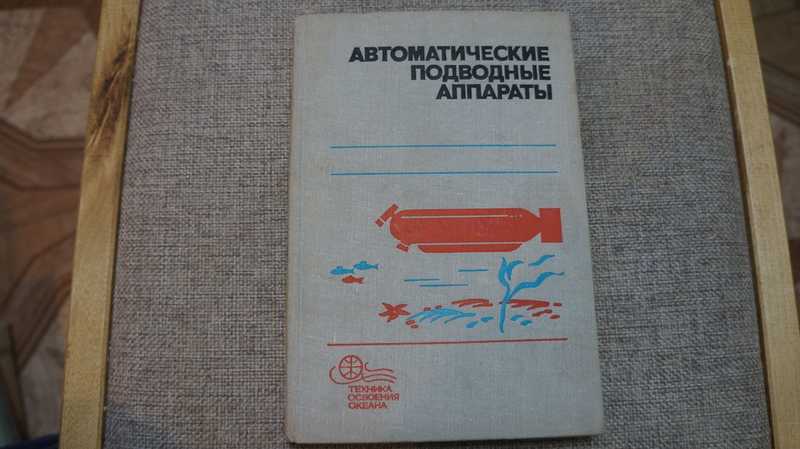 АВТОМАТИЧЕСКИЕ
ПОДВОДНЫЕ
АППАРАТЫ
ТЕХНИКА
ОСВОЕНИЯ
ОКЕАНА